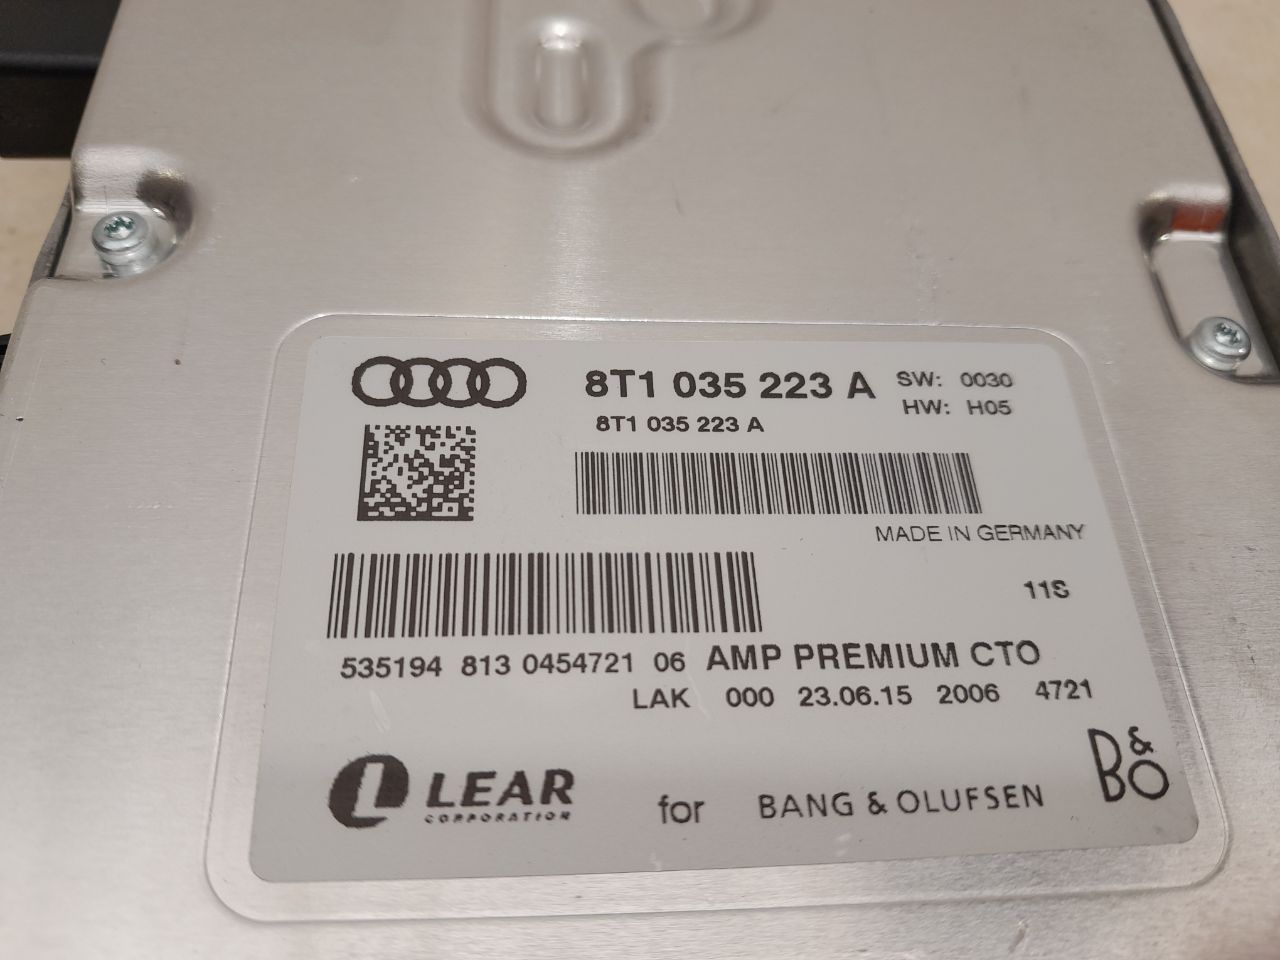 8T1 035 223 A SW: 0030
HW: H05
8T1 035 223 A
MADE IN GERMANY
11S
535194 813 0454721 06 AMP PREMIUM CTO
LAK 000 23.06.15 2006 4721
L LEAR
CORPORATION
for BANG & OLUFSEN B&O